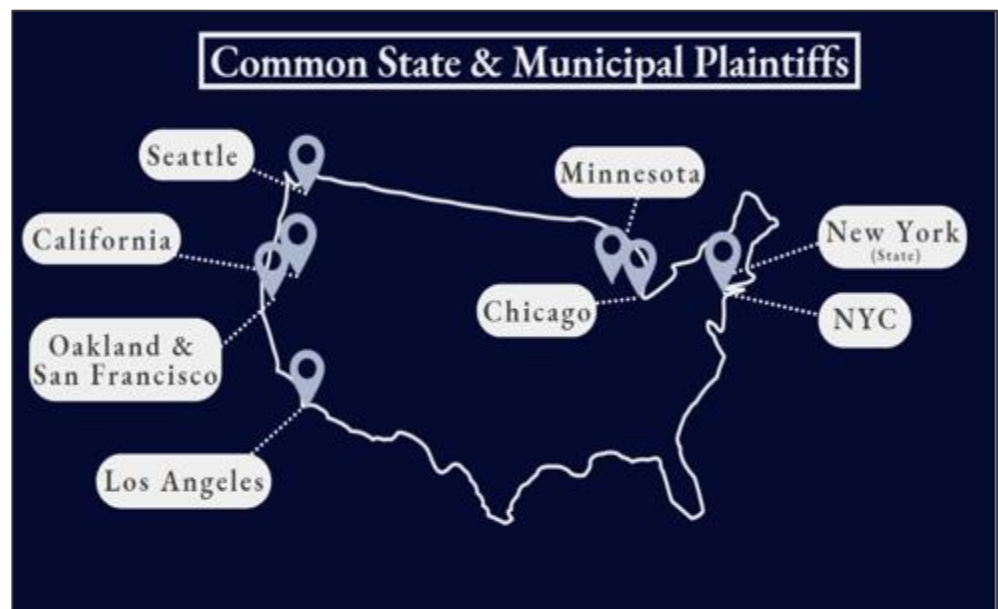 Common State & Municipal Plaintiffs
Seattle
Minnesota
California
New York
(State)
Chicago
NYC
Oakland &
San Francisco
Los Angeles